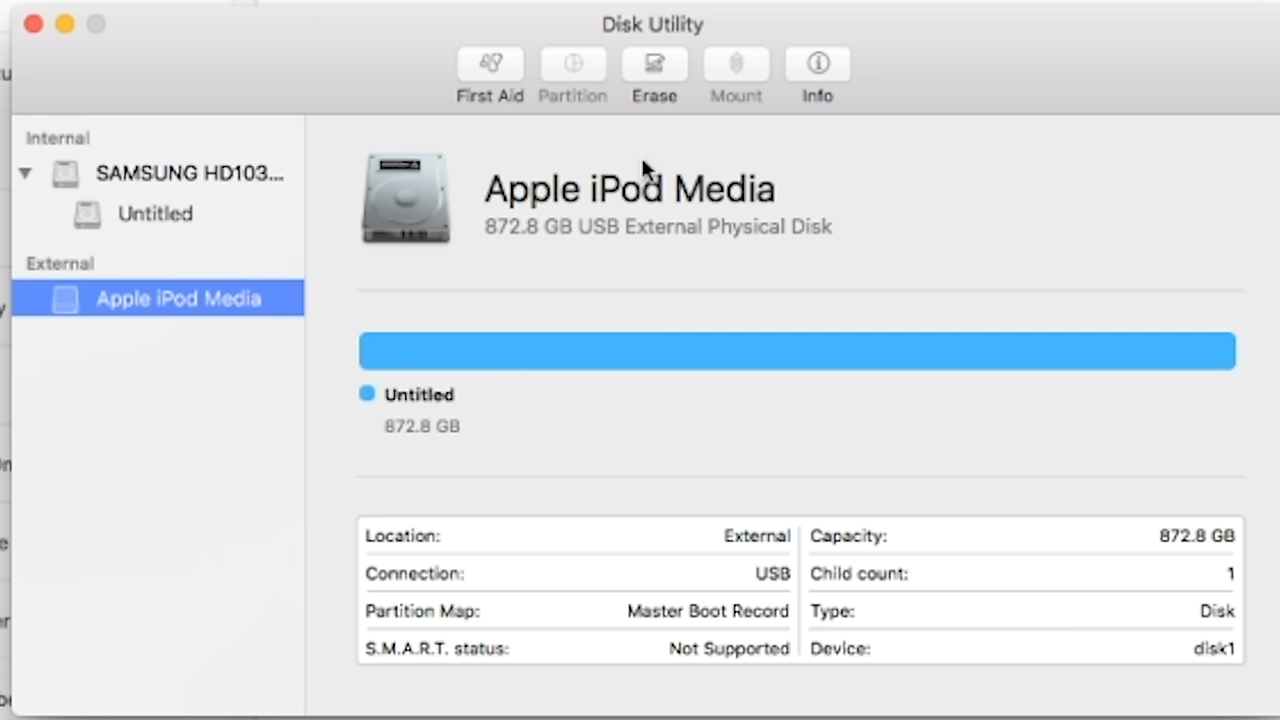 Disk Utility
First Aid
Partition
Erase
Mount
Info
Internal
SAMSUNG HD103...
Untitled
External
Apple iPod Media
Apple iPod Media
872.8 GB USB External Physical Disk
Untitled
872.8 GB
Location: External
Capacity: 872.8 GB
Connection: USB
Child count: 1
Partition Map: Master Boot Record
Type: Disk
S.M.A.R.T. status: Not Supported
Device: disk1